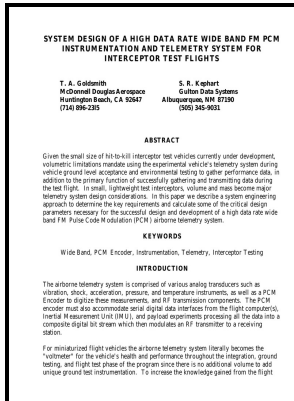 SYSTEM DESIGN OF A HIGH DATA RATE WIDE BAND FM PCM
INSTRUMENTATION AND TELEMETRY SYSTEM FOR
INTERCEPTOR TEST FLIGHTS
T. A. Goldsmith
McDonnell Douglas Aerospace
Huntington Beach, CA 92647
(714) 896-2315
S. R. Kephart
Gulton Data Systems
Albuquerque, NM 87190
(505) 345-9031
ABSTRACT
Given the small size of hit-to-kill interceptor test vehicles currently under development,
volumetric limitations mandate using the experimental vehicle's telemetry system during
vehicle ground level acceptance and environmental testing to gather performance data, in
addition to the primary function of successfully gathering and transmitting data during
the test flight. In small, lightweight test interceptors, volume and mass become major
telemetry system design considerations. In this paper we describe a system engineering
approach to determine the key requirements and calculate some of the critical design
parameters necessary for the successful design and development of a high data rate wide
band FM Pulse Code Modulation (PCM) airborne telemetry system.
KEYWORDS
Wide Band, PCM Encoder, Instrumentation, Telemetry, Interceptor Testing
INTRODUCTION
The airborne telemetry system is comprised of various analog transducers such as
vibration, shock, acceleration, pressure, and temperature instruments, as well as a PCM
Encoder to digitize these measurements, and RF transmission components. The PCM
encoder must also accommodate serial digital data interfaces from the flight computer(s),
Inertial Measurement Unit (IMU), and payload experiments processing all the data into a
composite digital bit stream which then modulates an RF transmitter to a receiving
station.
For miniaturized flight vehicles the airborne telemetry system literally becomes the
"voltmeter" for the vehicle's health and performance throughout the integration, ground
testing, and flight test phase of the program since there is no additional volume to add
unique ground test instrumentation. To increase the knowledge gained from the flight